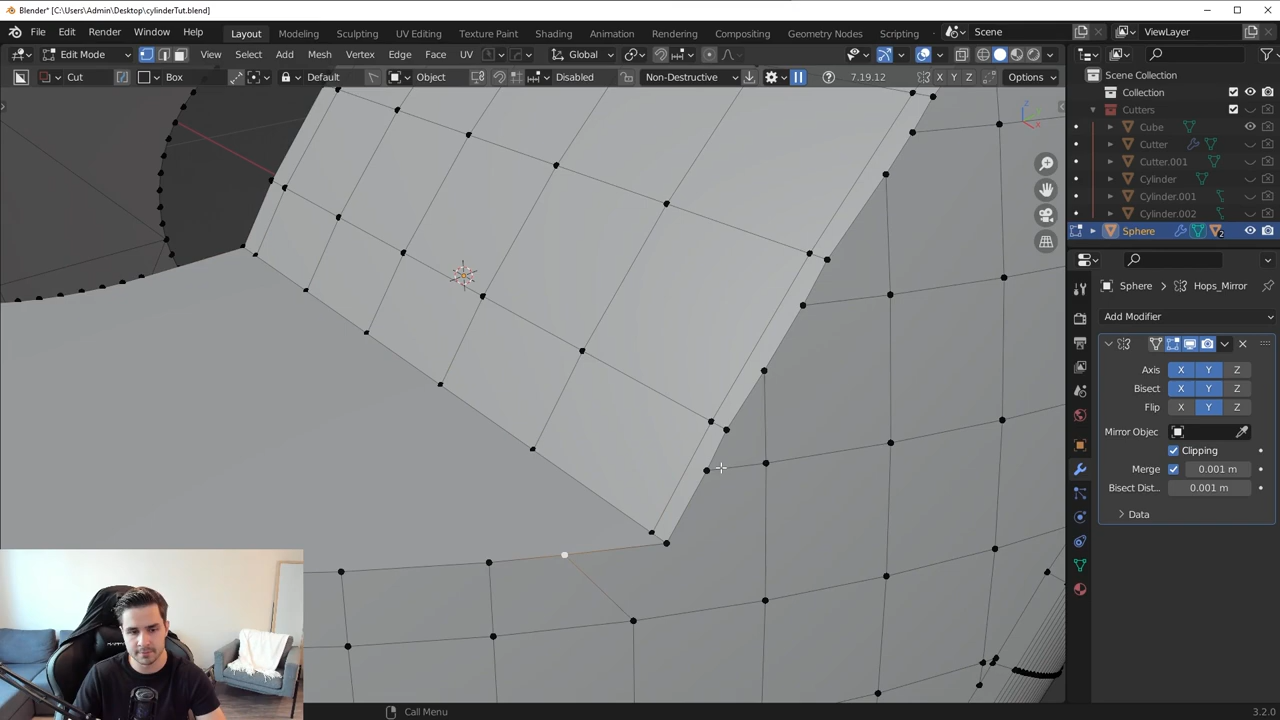 Blender* [C:\Users\Admin\Desktop\cylinderTut.blend]
File Edit Render Window Help Layout Modeling Sculpting UV Editing Texture Paint Shading Animation Rendering Compositing Geometry Nodes Scripting Scene ViewLayer
Edit Mode View Select Add Mesh Vertex Edge Face UV Global
Cut Box Default Object Disabled Non-Destructive 7.19.12 X Y Z Options
Scene Collection
Collection
Cutters
Cube
Cutter
Cutter.001
Cylinder
Cylinder.001
Cylinder.002
Sphere 2
Sphere Hops_Mirror
Add Modifier
Axis X Y Z
Bisect X Y Z
Flip X Y Z
Mirror Objec
Clipping
Merge 0.001 m
Bisect Dist... 0.001 m
Data
Call Menu 3.2.0